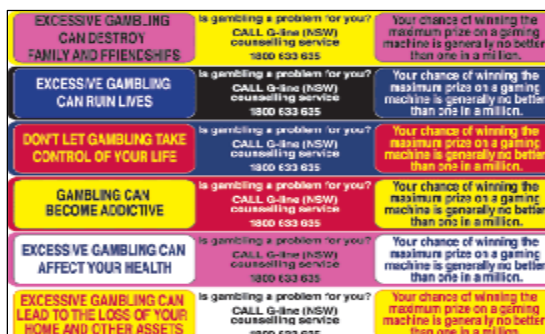 EXCESSIVE GAMBLING
CAN DESTROY
FAMILY AND FRIENDSHIPS
Is gambling a problem for you?
CALL G-line (NSW)
counselling service
1800 633 635
Your chance of winning the
maximum prize on a gaming
machine is generally no better
than one in a million.
EXCESSIVE GAMBLING
CAN RUIN LIVES
Is gambling a problem for you?
CALL G-line (NSW)
counselling service
1800 633 635
Your chance of winning the
maximum prize on a gaming
machine is generally no better
than one in a million.
DON'T LET GAMBLING TAKE
CONTROL OF YOUR LIFE
Is gambling a problem for you?
CALL G-line (NSW)
counselling service
1800 633 635
Your chance of winning the
maximum prize on a gaming
machine is generally no better
than one in a million.
GAMBLING CAN
BECOME ADDICTIVE
Is gambling a problem for you?
CALL G-line (NSW)
counselling service
1800 633 635
Your chance of winning the
maximum prize on a gaming
machine is generally no better
than one in a million.
EXCESSIVE GAMBLING CAN
AFFECT YOUR HEALTH
Is gambling a problem for you?
CALL G-line (NSW)
counselling service
1800 633 635
Your chance of winning the
maximum prize on a gaming
machine is generally no better
than one in a million.
EXCESSIVE GAMBLING CAN
LEAD TO THE LOSS OF YOUR
HOME AND OTHER ASSETS
Is gambling a problem for you?
CALL G-line (NSW)
counselling service
1800 633 635
Your chance of winning the
maximum prize on a gaming
machine is generally no better
than one in a million.